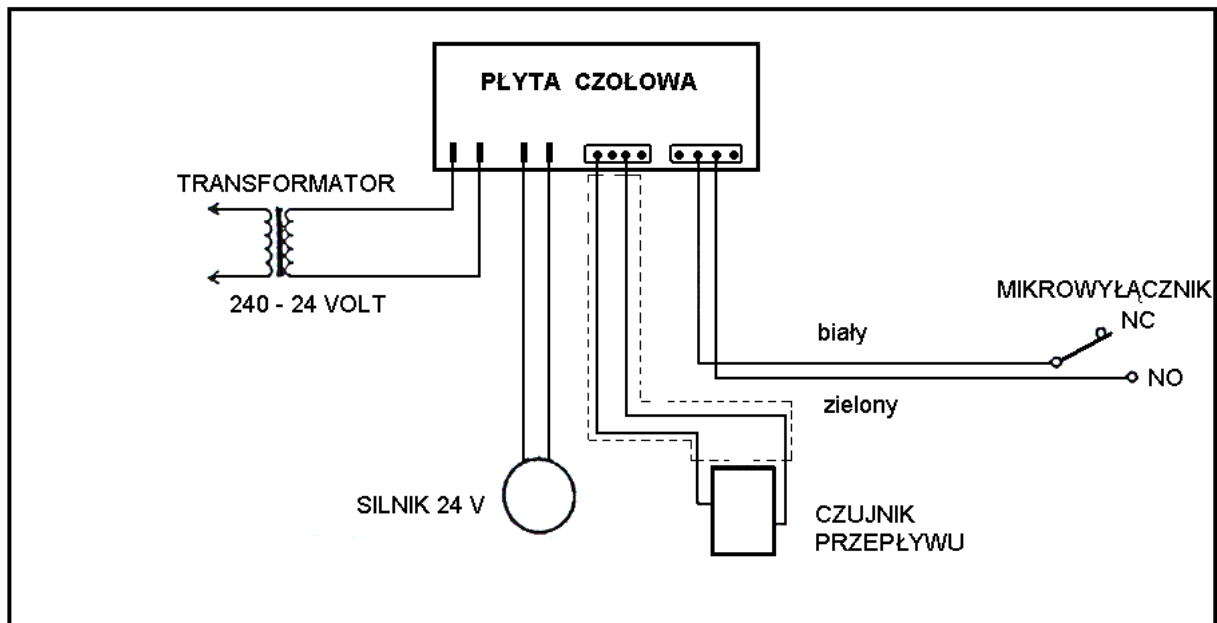 PŁYTA CZOŁOWA
TRANSFORMATOR
240 - 24 VOLT
MIKROWYŁĄCZNIK
NC
biały
NO
zielony
SILNIK 24 V
CZUJNIK
PRZEPŁYWU